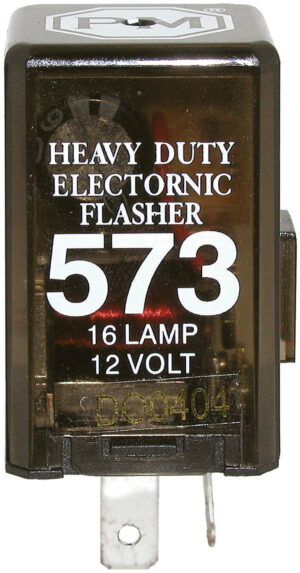 PM
®
HEAVY DUTY
ELECTORNIC
FLASHER
573
16 LAMP
12 VOLT
DO0404